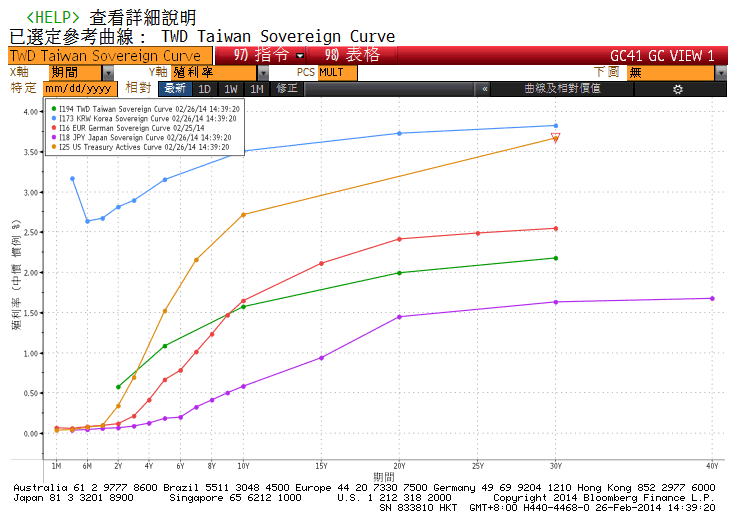 <HELP> 查看詳細說明
已選定參考曲線： TWD Taiwan Sovereign Curve
TWD Taiwan Sovereign Curve 97) 指令 98) 表格 GC41 GC VIEW 1
X軸 期間 Y軸 殖利率 PCS MULT 下圖 無
特定 mm/dd/yyyy 相對 最新 1D 1W 1M 修正 « 曲線及相對價值
I194 TWD Taiwan Sovereign Curve 02/26/14 14:39:20
I173 KRW Korea Sovereign Curve 02/26/14 14:39:20
I16 EUR German Sovereign Curve 02/25/14
I18 JPY Japan Sovereign Curve 02/26/14 14:39:20
I25 US Treasury Actives Curve 02/26/14 14:39:20
4.00
3.50
3.00
2.50
2.00
1.50
1.00
0.50
0.00
殖利率 (中價 慣例 %)
1M 6M 2Y 4Y 6Y 8Y 10Y 15Y 20Y 25Y 30Y 40Y
期間
Australia 61 2 9777 8600 Brazil 5511 3048 4500 Europe 44 20 7330 7500 Germany 49 69 9204 1210 Hong Kong 852 2977 6000
Japan 81 3 3201 8900 Singapore 65 6212 1000 U.S. 1 212 318 2000 Copyright 2014 Bloomberg Finance L.P.
SN 833810 HKT GMT+8:00 H440-4468-0 26-Feb-2014 14:39:20